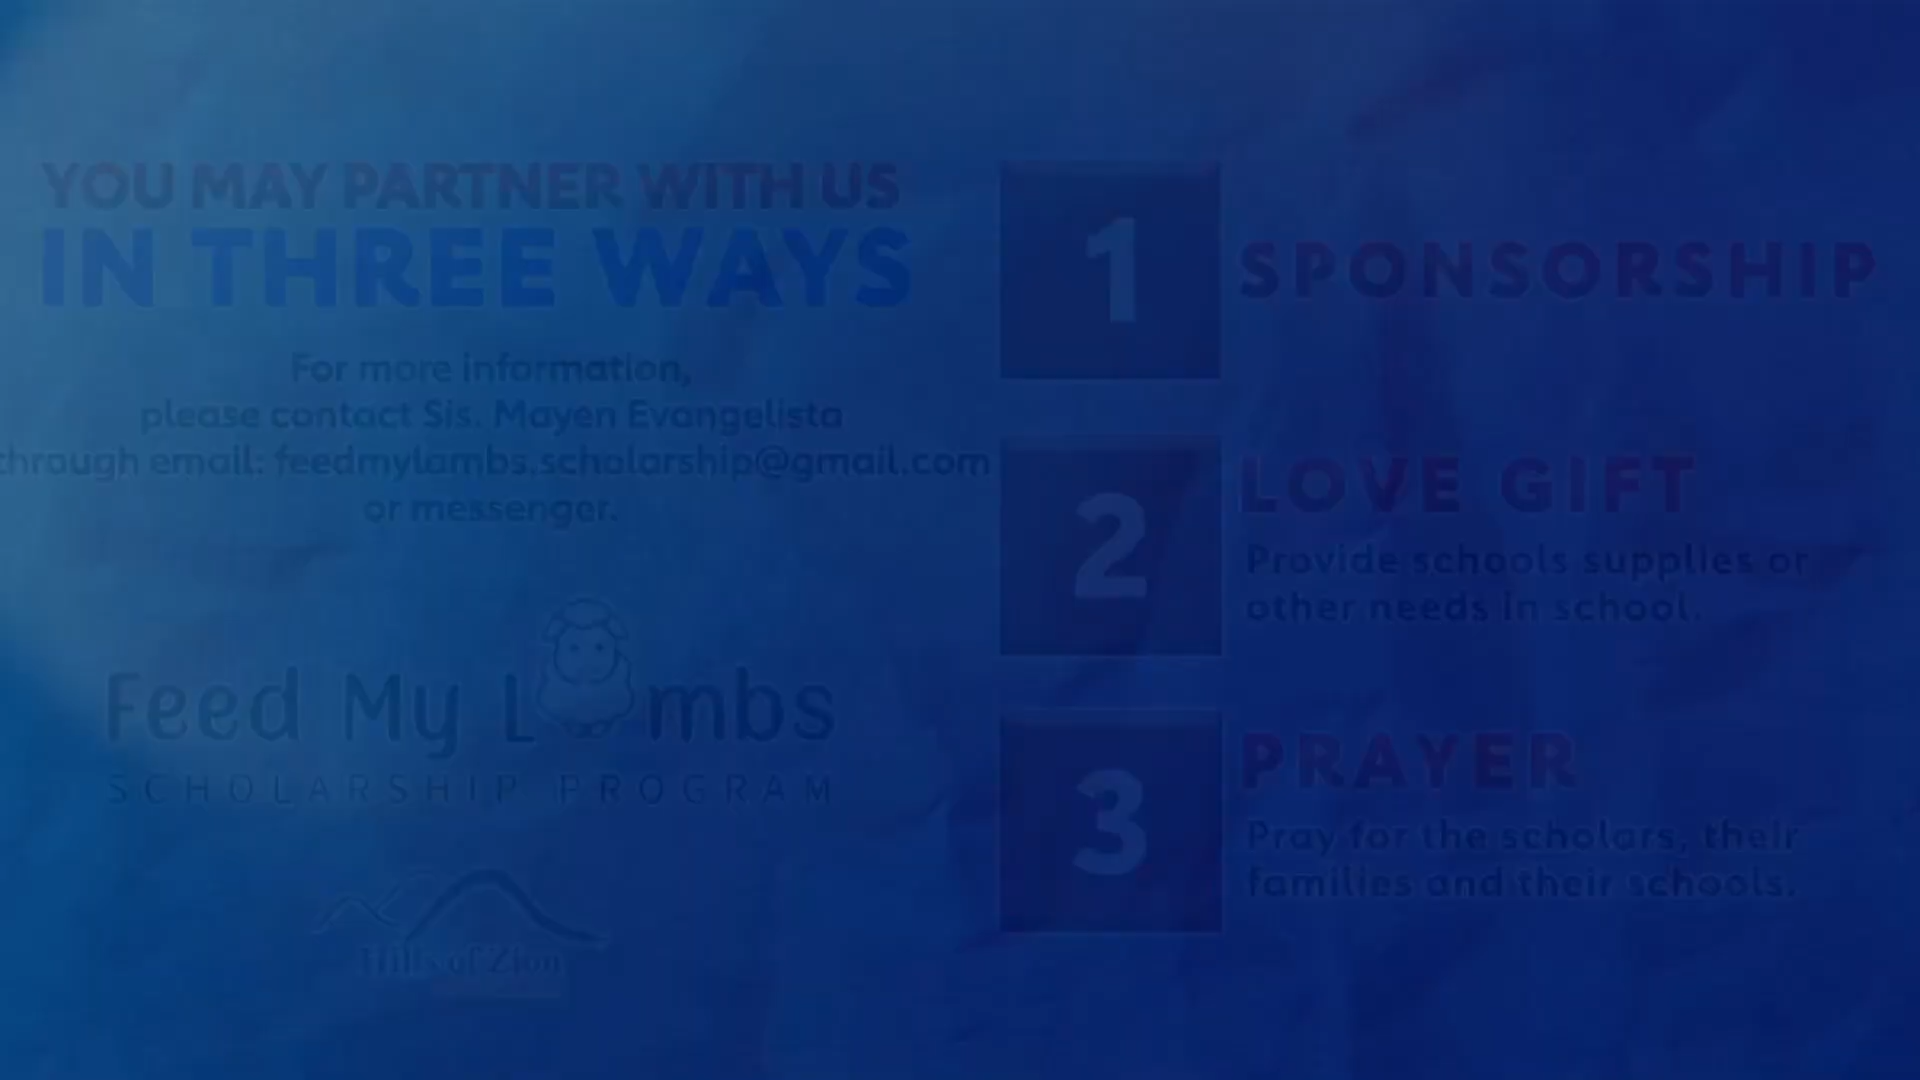 YOU MAY PARTNER WITH US
IN THREE WAYS
For more information,
please contact Sis. Mayen Evangelista
through email: feedmylambs.scholarship@gmail.com
or messenger.
Feed My Lambs
SCHOLARSHIP PROGRAM
Hills of Zion
1
SPONSORSHIP
2
LOVE GIFT
Provide schools supplies or
other needs in school.
3
PRAYER
Pray for the scholars, their
families and their schools.